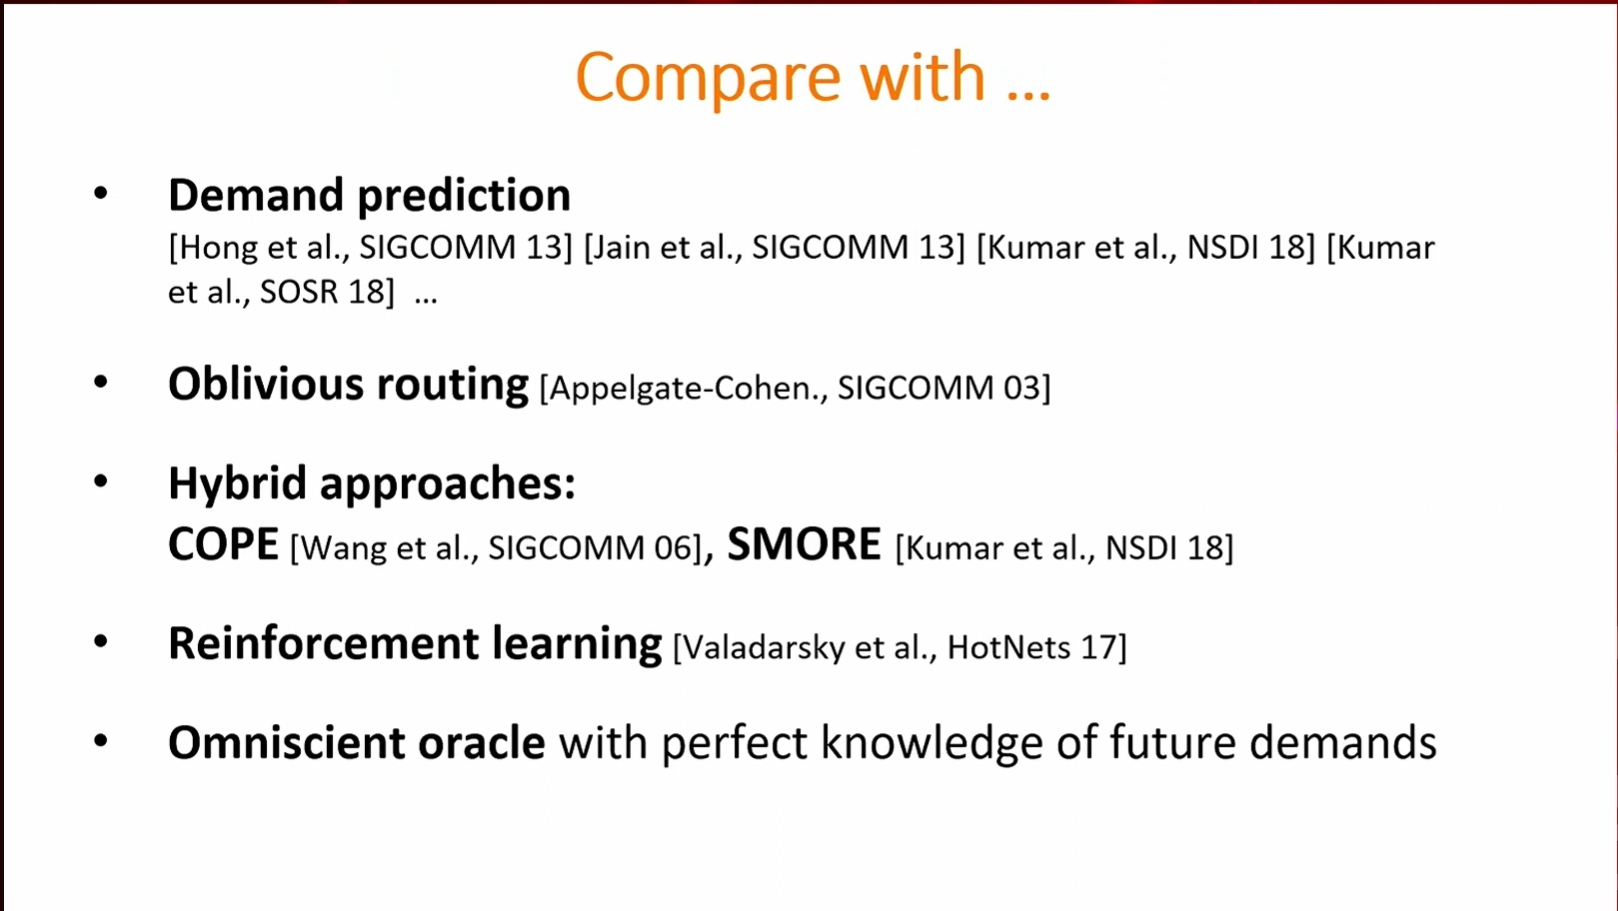 Compare with ...
• Demand prediction
[Hong et al., SIGCOMM 13] [Jain et al., SIGCOMM 13] [Kumar et al., NSDI 18] [Kumar
et al., SOSR 18] ...
• Oblivious routing [Appelgate-Cohen., SIGCOMM 03]
• Hybrid approaches:
COPE [Wang et al., SIGCOMM 06], SMORE [Kumar et al., NSDI 18]
• Reinforcement learning [Valadarsky et al., HotNets 17]
• Omniscient oracle with perfect knowledge of future demands